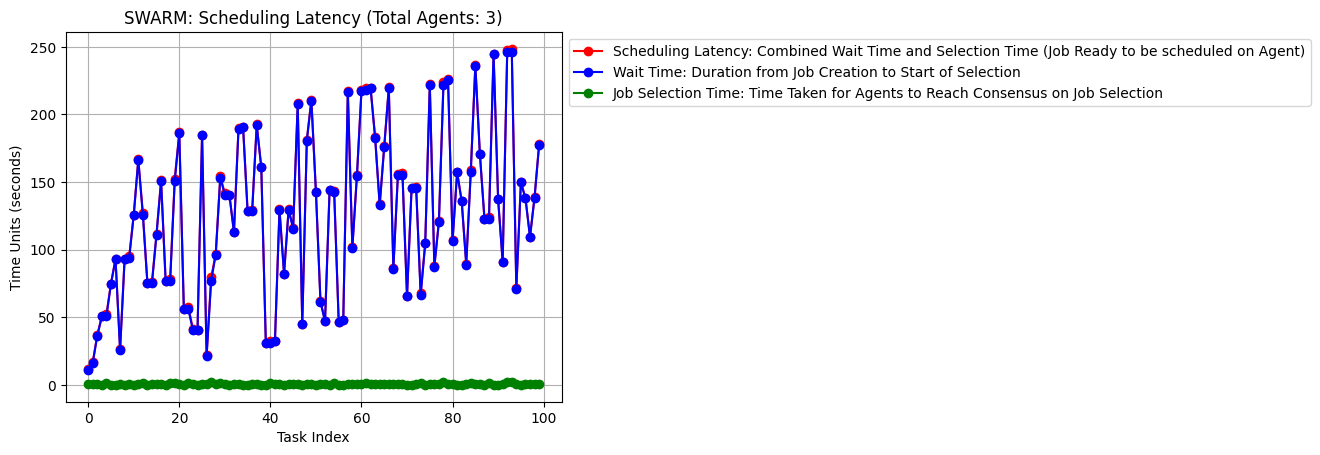 SWARM: Scheduling Latency (Total Agents: 3)
Scheduling Latency: Combined Wait Time and Selection Time (Job Ready to be scheduled on Agent)
Wait Time: Duration from Job Creation to Start of Selection
Job Selection Time: Time Taken for Agents to Reach Consensus on Job Selection
Time Units (seconds)
250
200
150
100
50
0
0 20 40 60 80 100
Task Index